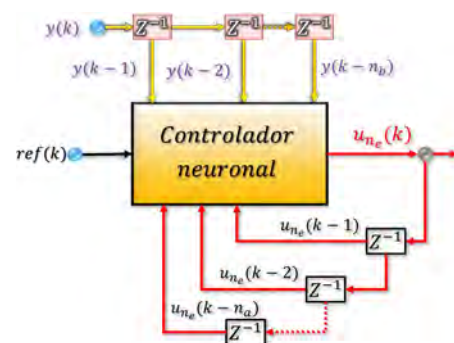 y(k) Z⁻¹ Z⁻¹ Z⁻¹
y(k − 1) y(k − 2) y(k − n_b)
Controlador
neuronal
ref(k)
u_{n_e}(k)
u_{n_e}(k − 1)
Z⁻¹
u_{n_e}(k − 2)
Z⁻¹
u_{n_e}(k − n_a)
Z⁻¹